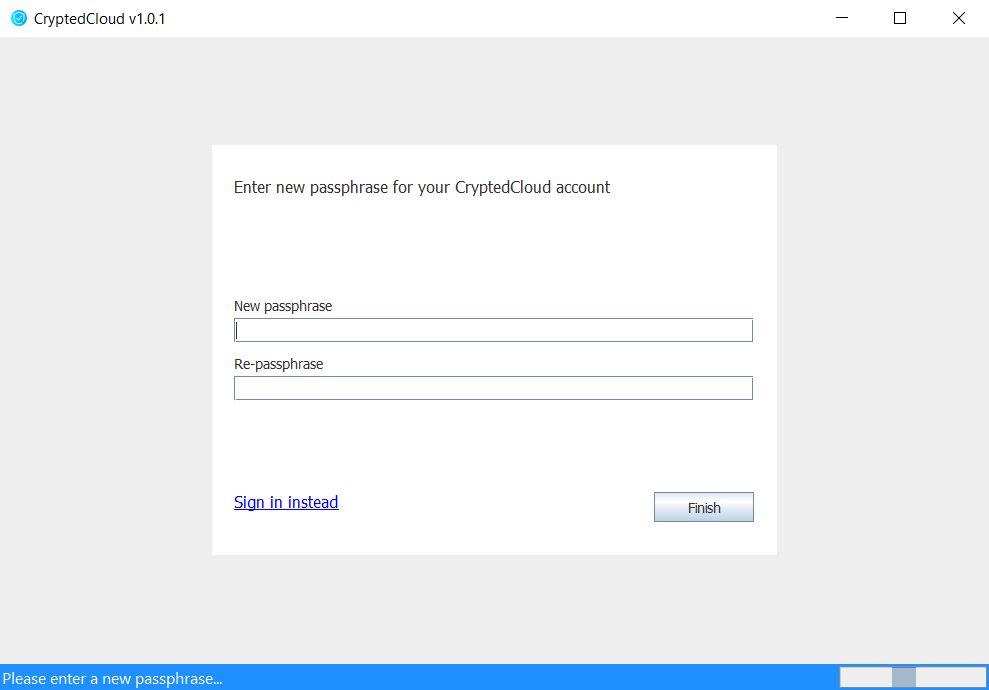 CryptedCloud v1.0.1
Enter new passphrase for your CryptedCloud account
New passphrase
Re-passphrase
Sign in instead
Finish
Please enter a new passphrase...